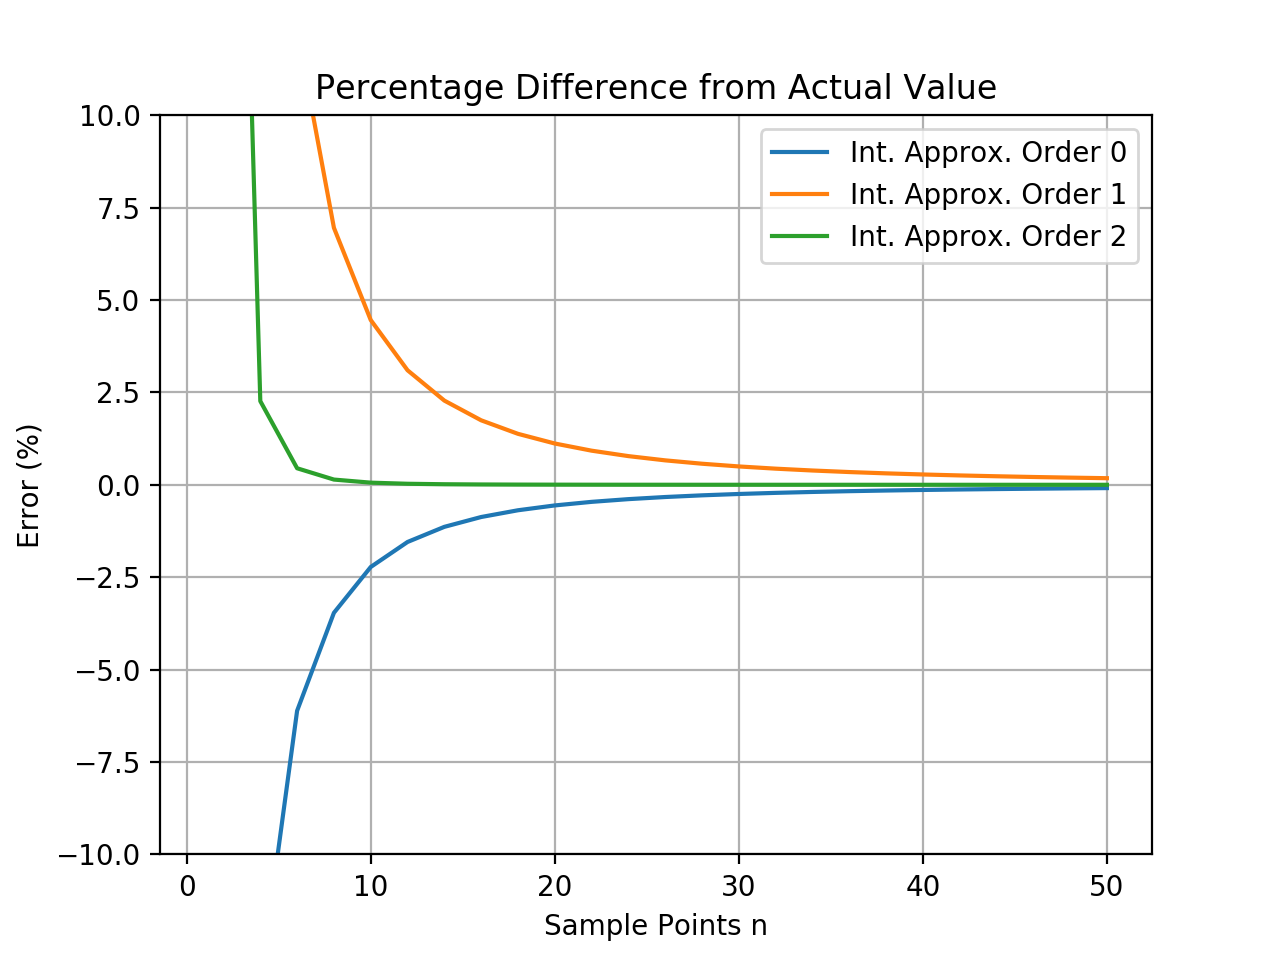 Percentage Difference from Actual Value
10.0
7.5
5.0
2.5
0.0
−2.5
−5.0
−7.5
−10.0
Error (%)
Int. Approx. Order 0
Int. Approx. Order 1
Int. Approx. Order 2
0 10 20 30 40 50
Sample Points n